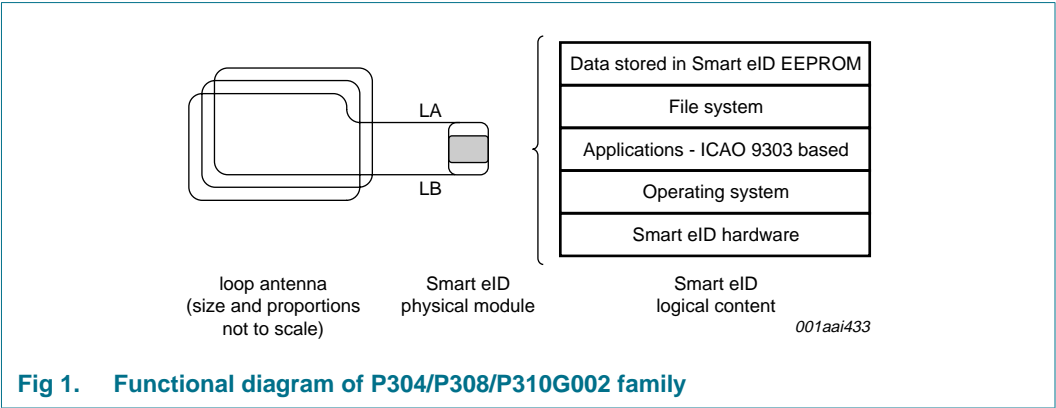 LA
LB
Data stored in Smart eID EEPROM
File system
Applications - ICAO 9303 based
Operating system
Smart eID hardware
loop antenna
(size and proportions
not to scale)
Smart eID
physical module
Smart eID
logical content
001aai433
Fig 1. Functional diagram of P304/P308/P310G002 family